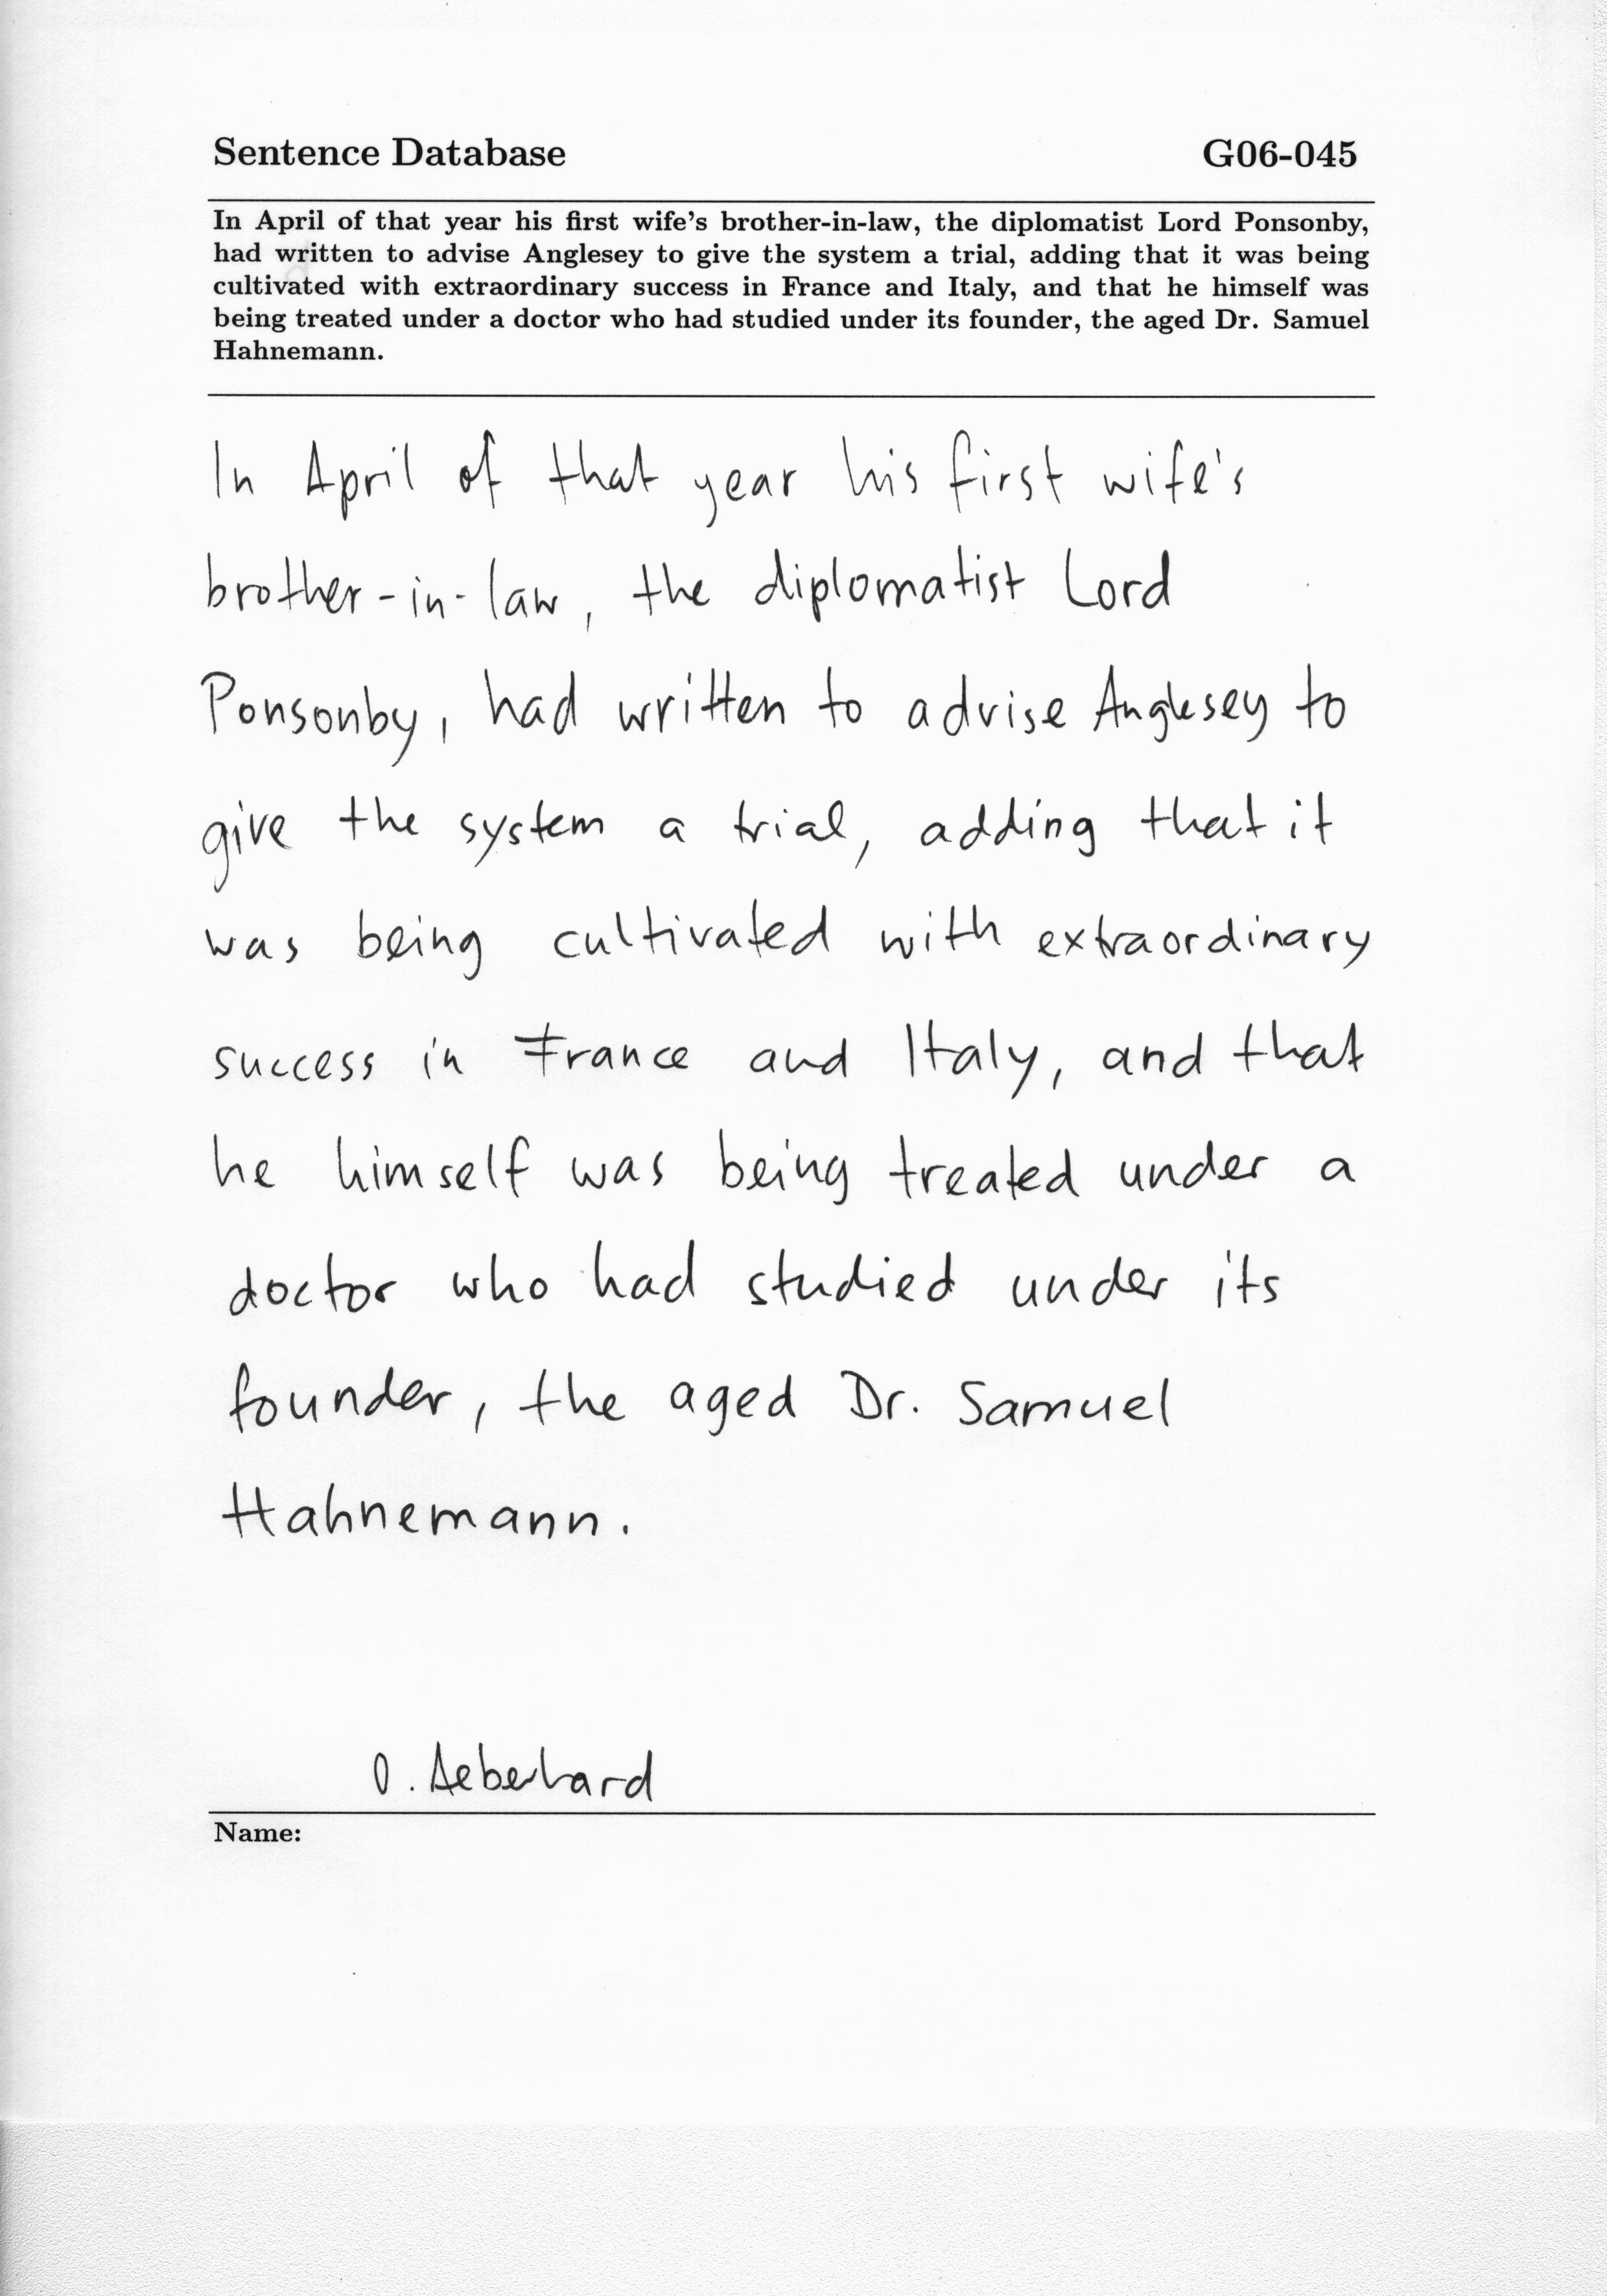 Sentence Database G06-045
In April of that year his first wife's brother-in-law, the diplomatist Lord Ponsonby,
had written to advise Anglesey to give the system a trial, adding that it was being
cultivated with extraordinary success in France and Italy, and that he himself was
being treated under a doctor who had studied under its founder, the aged Dr. Samuel
Hahnemann.
In April of that year his first wife's
brother-in-law, the diplomatist Lord
Ponsonby, had written to advise Anglesey to
give the system a trial, adding that it
was being cultivated with extraordinary
success in France and Italy, and that
he himself was being treated under a
doctor who had studied under its
founder, the aged Dr. Samuel
Hahnemann.
O. Aeberhard
Name: